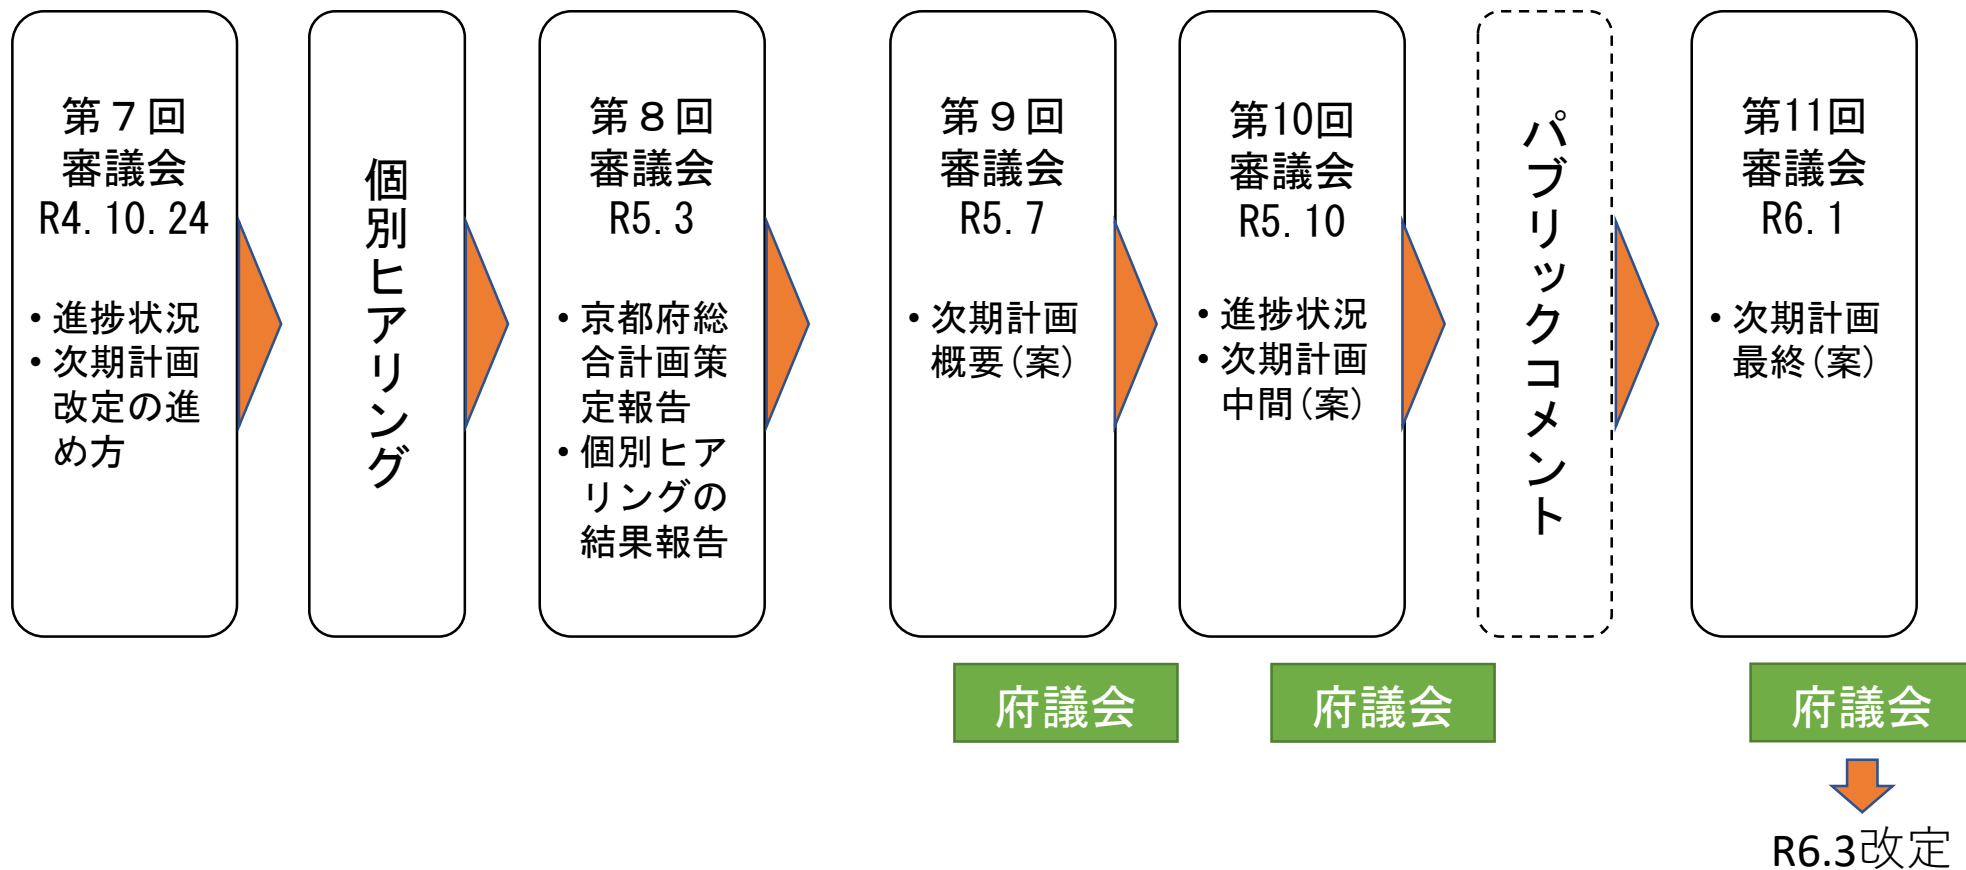 第７回
審議会
R4.10.24
・進捗状況
・次期計画
改定の進
め方
個別ヒアリング
第８回
審議会
R5.3
・京都府総
合計画策
定報告
・個別ヒア
リングの
結果報告
第９回
審議会
R5.7
・次期計画
概要(案)
第10回
審議会
R5.10
・進捗状況
・次期計画
中間(案)
パブリックコメント
第11回
審議会
R6.1
・次期計画
最終(案)
府議会
府議会
府議会
R6.3改定